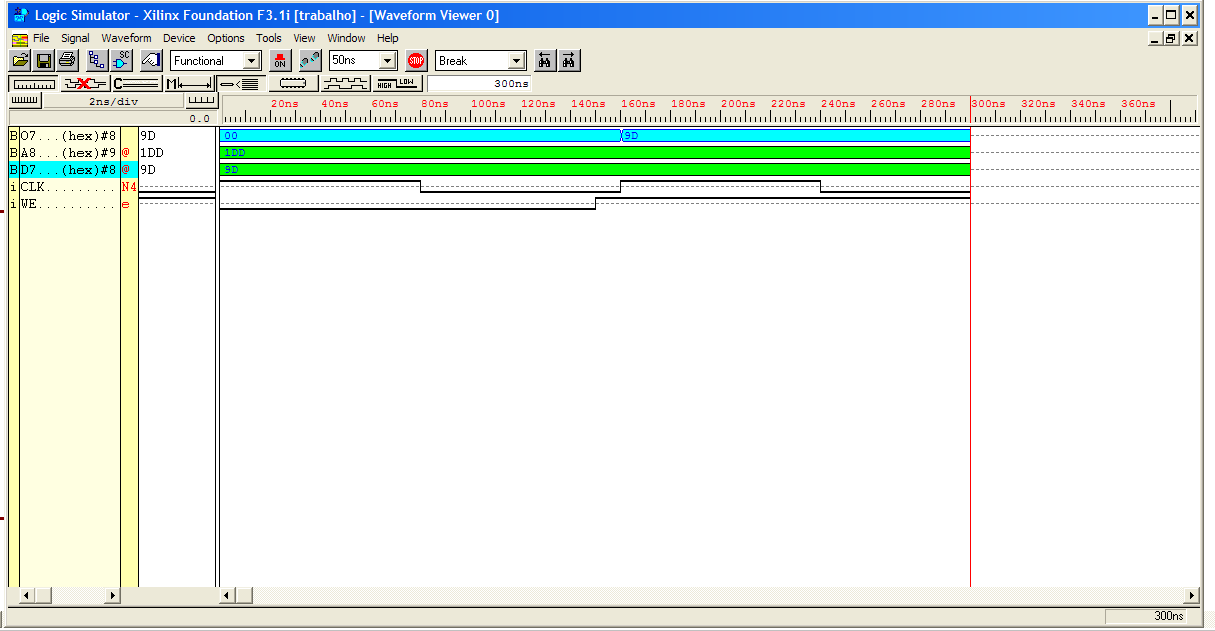 Logic Simulator - Xilinx Foundation F3.1i [trabalho] - [Waveform Viewer 0]
File Signal Waveform Device Options Tools View Window Help
SC Functional ON 50ns STOP Break
C M HIGH LOW 300ns
2ns/div
20ns 40ns 60ns 80ns 100ns 120ns 140ns 160ns 180ns 200ns 220ns 240ns 260ns 280ns 300ns 320ns 340ns 360ns
0.0
B O7...(hex)#8 9D 00 9D
B A8...(hex)#9 @ 1DD 1DD
B D7...(hex)#8 @ 9D 9D
i CLK......... N4
i WE.......... e
300ns